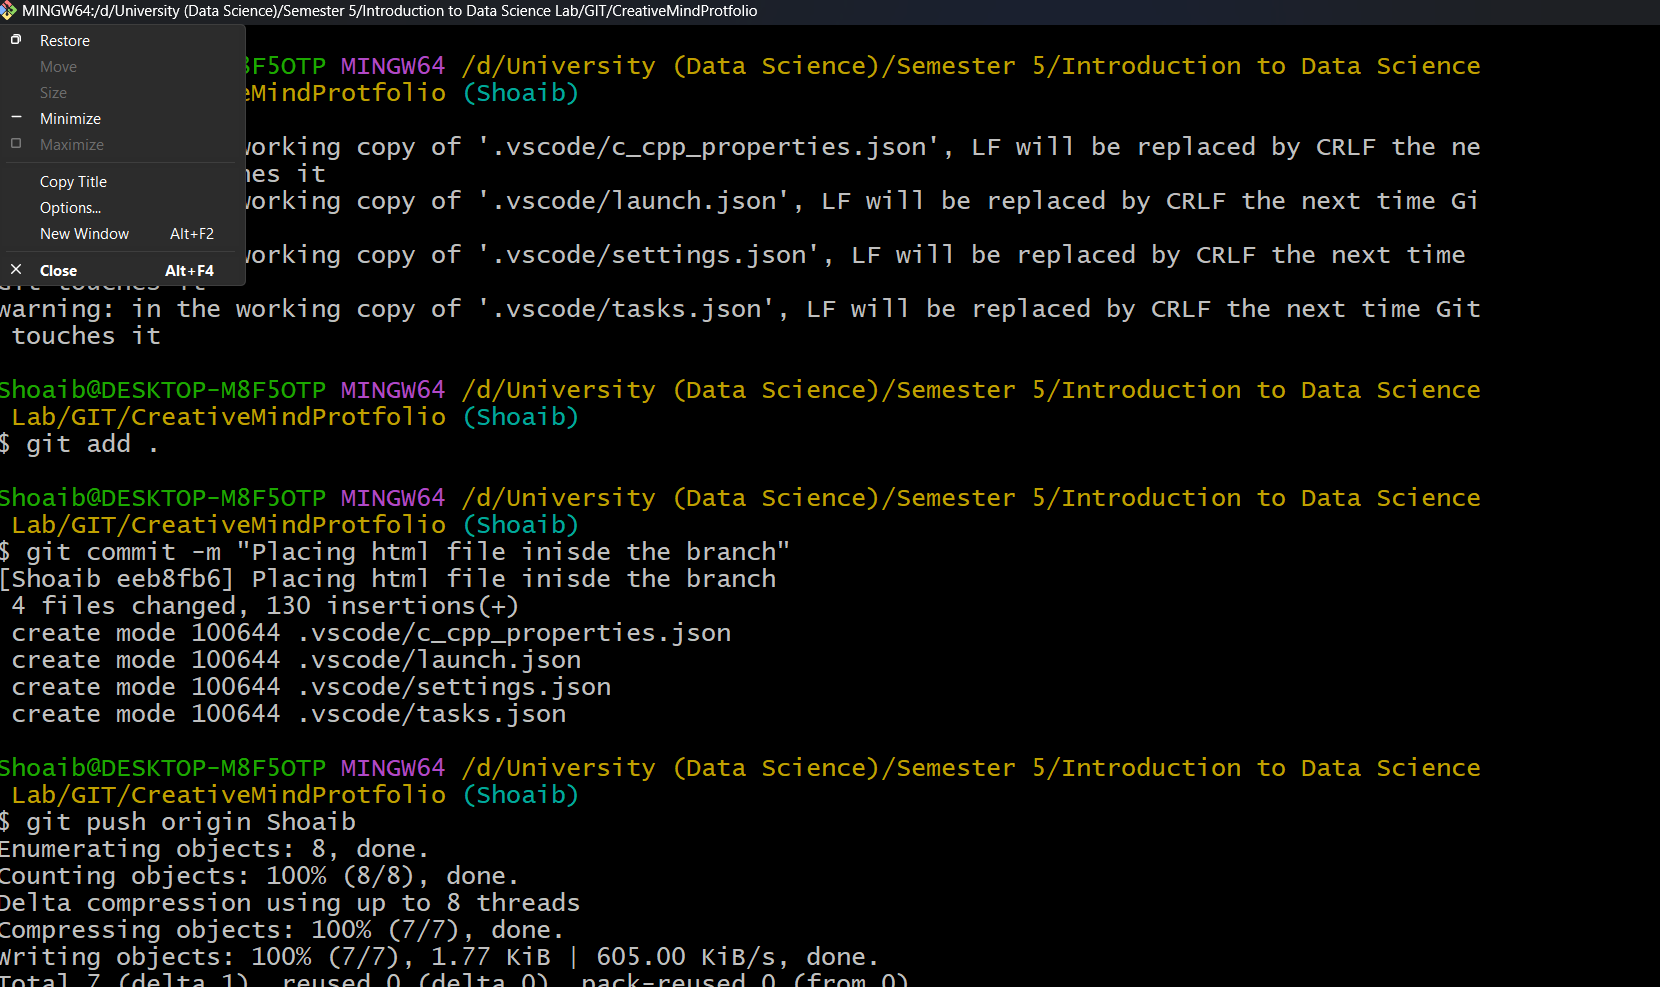 MINGW64:/d/University (Data Science)/Semester 5/Introduction to Data Science Lab/GIT/CreativeMindProtfolio
Restore
Move
Size
Minimize
Maximize
Copy Title
Options...
New Window Alt+F2
Close Alt+F4
8F5OTP MINGW64 /d/University (Data Science)/Semester 5/Introduction to Data Science
eMindProtfolio (Shoaib)
working copy of '.vscode/c_cpp_properties.json', LF will be replaced by CRLF the ne
hes it
working copy of '.vscode/launch.json', LF will be replaced by CRLF the next time Gi
working copy of '.vscode/settings.json', LF will be replaced by CRLF the next time
Git touches it
warning: in the working copy of '.vscode/tasks.json', LF will be replaced by CRLF the next time Git
touches it
Shoaib@DESKTOP-M8F5OTP MINGW64 /d/University (Data Science)/Semester 5/Introduction to Data Science
Lab/GIT/CreativeMindProtfolio (Shoaib)
$ git add .
Shoaib@DESKTOP-M8F5OTP MINGW64 /d/University (Data Science)/Semester 5/Introduction to Data Science
Lab/GIT/CreativeMindProtfolio (Shoaib)
$ git commit -m "Placing html file inisde the branch"
[Shoaib eeb8fb6] Placing html file inisde the branch
4 files changed, 130 insertions(+)
create mode 100644 .vscode/c_cpp_properties.json
create mode 100644 .vscode/launch.json
create mode 100644 .vscode/settings.json
create mode 100644 .vscode/tasks.json
Shoaib@DESKTOP-M8F5OTP MINGW64 /d/University (Data Science)/Semester 5/Introduction to Data Science
Lab/GIT/CreativeMindProtfolio (Shoaib)
$ git push origin Shoaib
Enumerating objects: 8, done.
Counting objects: 100% (8/8), done.
Delta compression using up to 8 threads
Compressing objects: 100% (7/7), done.
Writing objects: 100% (7/7), 1.77 KiB | 605.00 KiB/s, done.
Total 7 (delta 1), reused 0 (delta 0), pack-reused 0 (from 0)